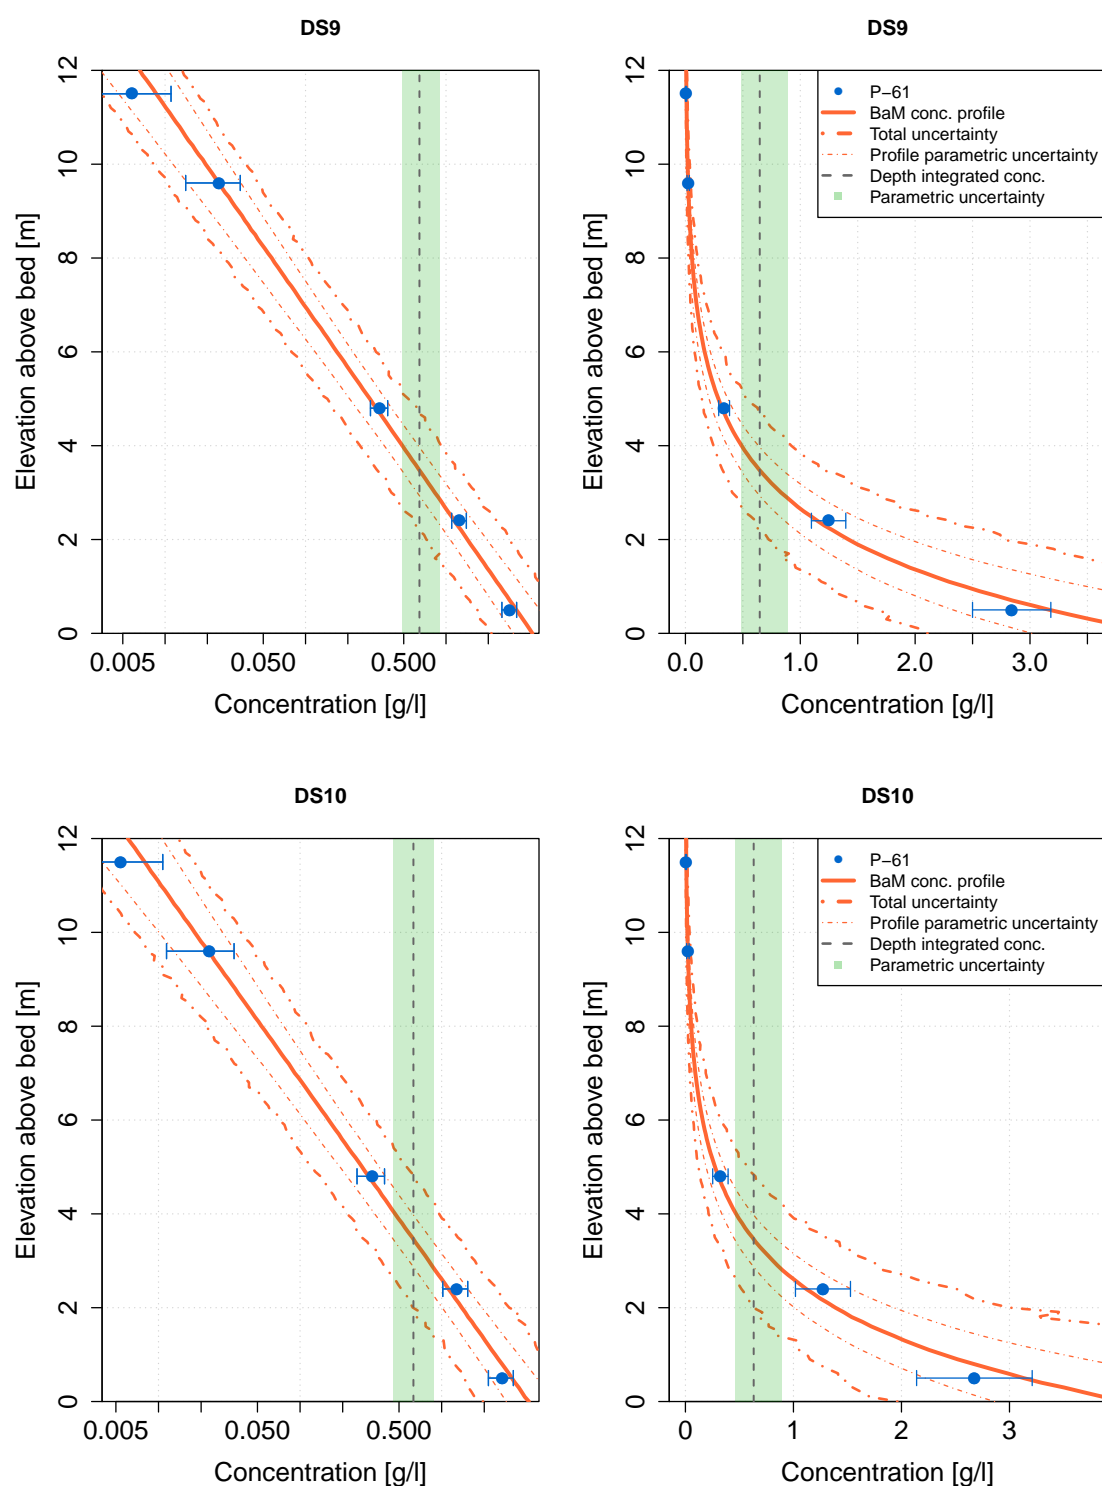 DS9
DS9
12
10
8
6
4
2
0
Elevation above bed [m]
0.005
0.050
0.500
Concentration [g/l]
12
10
8
6
4
2
0
Elevation above bed [m]
P−61
BaM conc. profile
Total uncertainty
Profile parametric uncertainty
Depth integrated conc.
Parametric uncertainty
0.0
1.0
2.0
3.0
Concentration [g/l]
DS10
DS10
12
10
8
6
4
2
0
Elevation above bed [m]
0.005
0.050
0.500
Concentration [g/l]
12
10
8
6
4
2
0
Elevation above bed [m]
P−61
BaM conc. profile
Total uncertainty
Profile parametric uncertainty
Depth integrated conc.
Parametric uncertainty
0
1
2
3
Concentration [g/l]